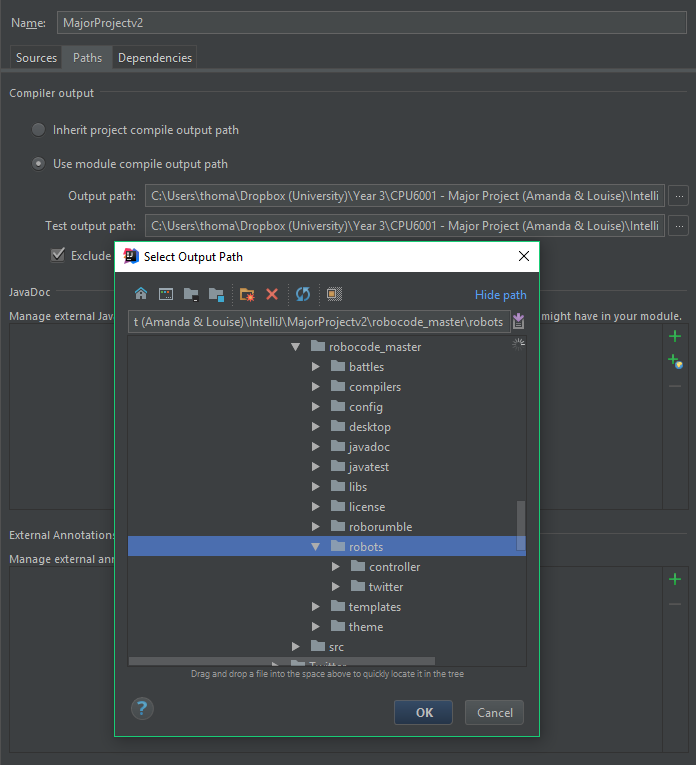 Name: MajorProjectv2
Sources Paths Dependencies
Compiler output
Inherit project compile output path
Use module compile output path
Output path: C:\Users\thoma\Dropbox (University)\Year 3\CPU6001 - Major Project (Amanda & Louise)\Intelli
Test output path: C:\Users\thoma\Dropbox (University)\Year 3\CPU6001 - Major Project (Amanda & Louise)\Intelli
Exclude
Select Output Path
JavaDoc
Hide path
Manage external Java
might have in your module.
t (Amanda & Louise)\IntelliJ\MajorProjectv2\robocode_master\robots
robocode_master
battles
compilers
config
desktop
javadoc
javatest
libs
license
roborumble
External Annotations
robots
Manage external ann
controller
twitter
templates
theme
src
Twitter
Drag and drop a file into the space above to quickly locate it in the tree
? OK Cancel